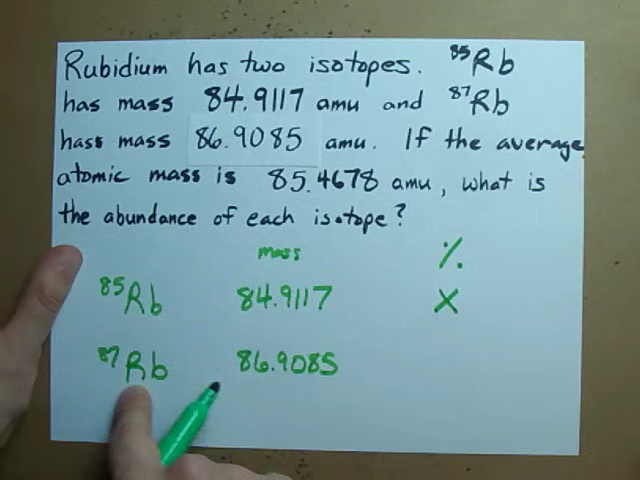 Rubidium has two isotopes. ⁸⁵Rb
has mass 84.9117 amu and ⁸⁷Rb
hass mass 86.9085 amu. If the average
atomic mass is 85.4678 amu, what is
the abundance of each isotope?
mass %
⁸⁵Rb 84.9117 X
⁸⁷Rb 86.9085